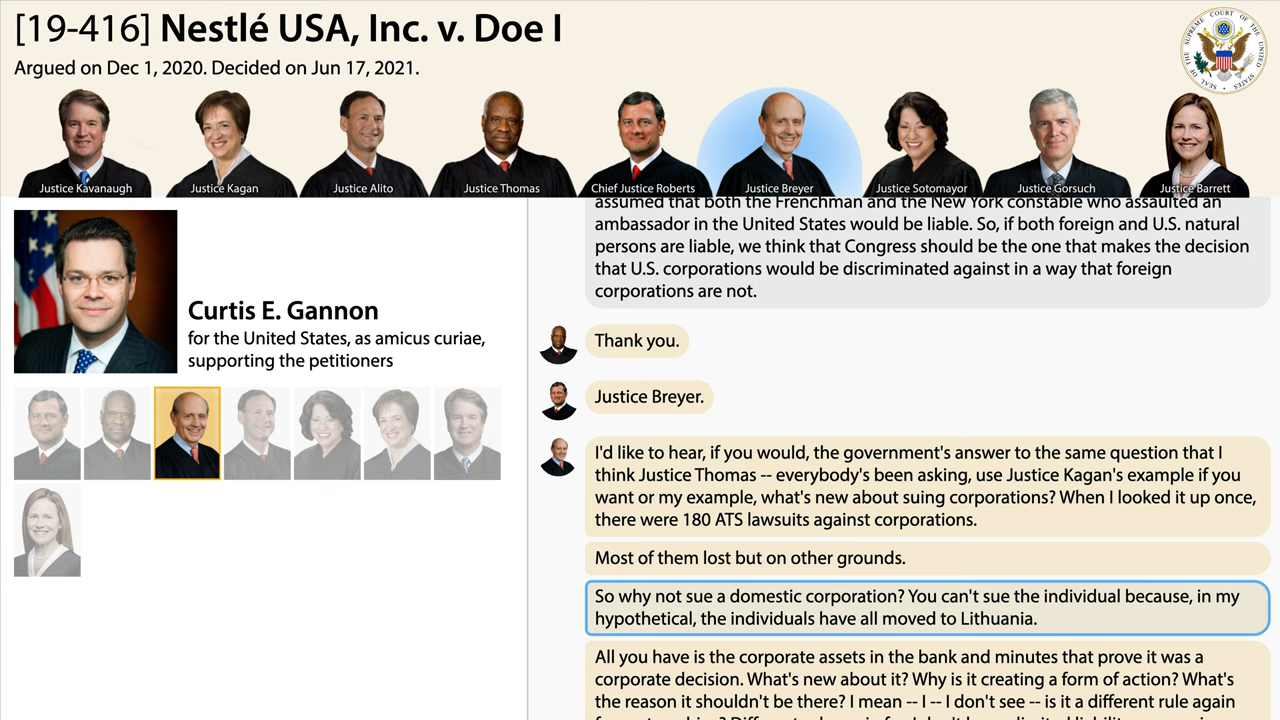 [19-416] Nestlé USA, Inc. v. Doe I
Argued on Dec 1, 2020. Decided on Jun 17, 2021.
SEAL OF THE SUPREME COURT OF THE UNITED STATES
Justice Kavanaugh
Justice Kagan
Justice Alito
Justice Thomas
Chief Justice Roberts
Justice Breyer
Justice Sotomayor
Justice Gorsuch
Justice Barrett
Curtis E. Gannon
for the United States, as amicus curiae,
supporting the petitioners
assumed that both the Frenchman and the New York constable who assaulted an
ambassador in the United States would be liable. So, if both foreign and U.S. natural
persons are liable, we think that Congress should be the one that makes the decision
that U.S. corporations would be discriminated against in a way that foreign
corporations are not.
Thank you.
Justice Breyer.
I'd like to hear, if you would, the government's answer to the same question that I
think Justice Thomas -- everybody's been asking, use Justice Kagan's example if you
want or my example, what's new about suing corporations? When I looked it up once,
there were 180 ATS lawsuits against corporations.
Most of them lost but on other grounds.
So why not sue a domestic corporation? You can't sue the individual because, in my
hypothetical, the individuals have all moved to Lithuania.
All you have is the corporate assets in the bank and minutes that prove it was a
corporate decision. What's new about it? Why is it creating a form of action? What's
the reason it shouldn't be there? I mean -- I -- I don't see -- is it a different rule again